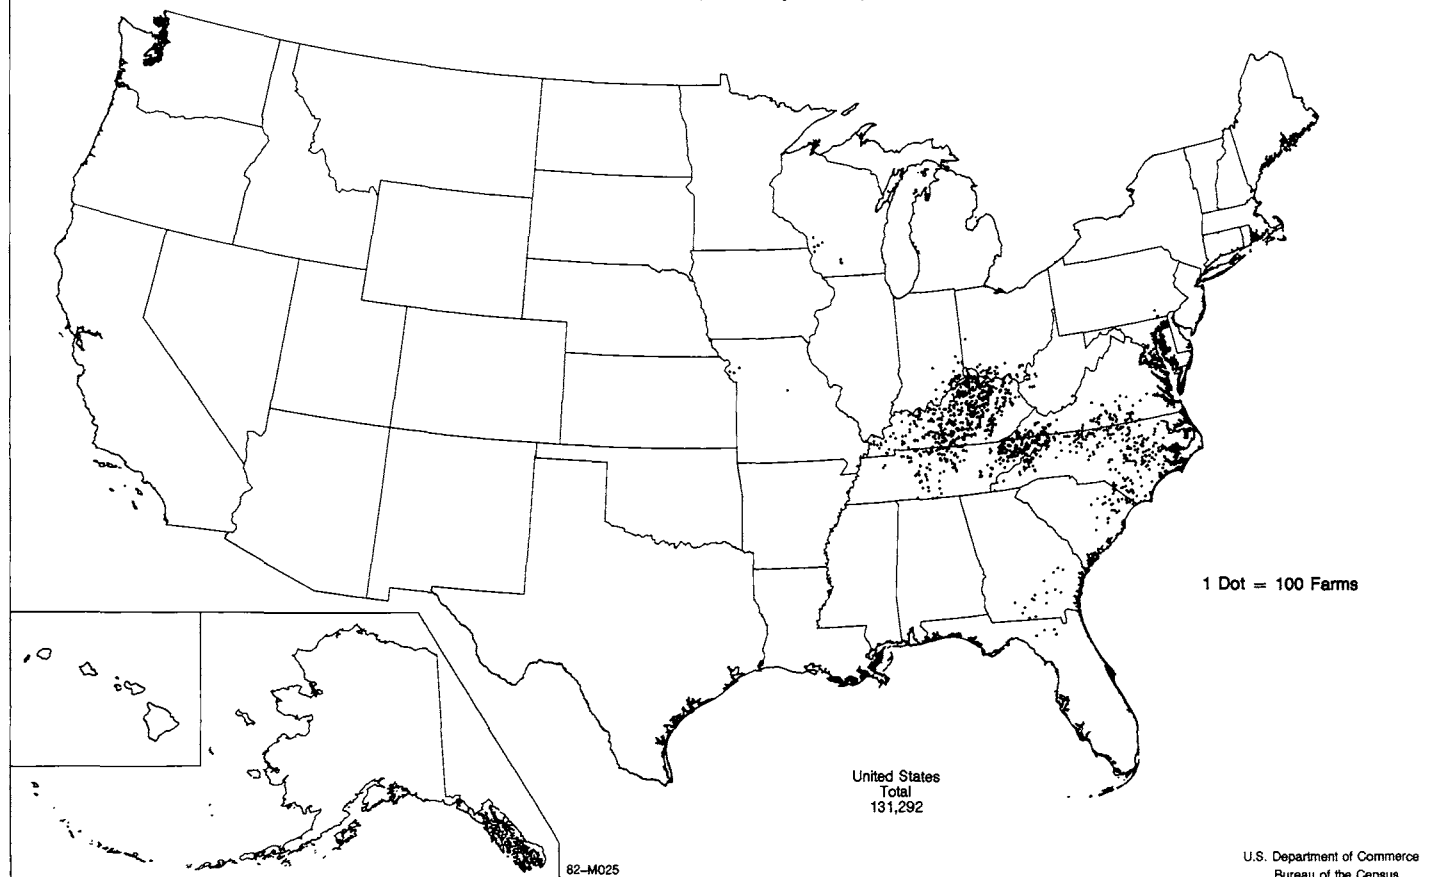 1 Dot = 100 Farms
United States
Total
131,292
82-M025
U.S. Department of Commerce
Bureau of the Census